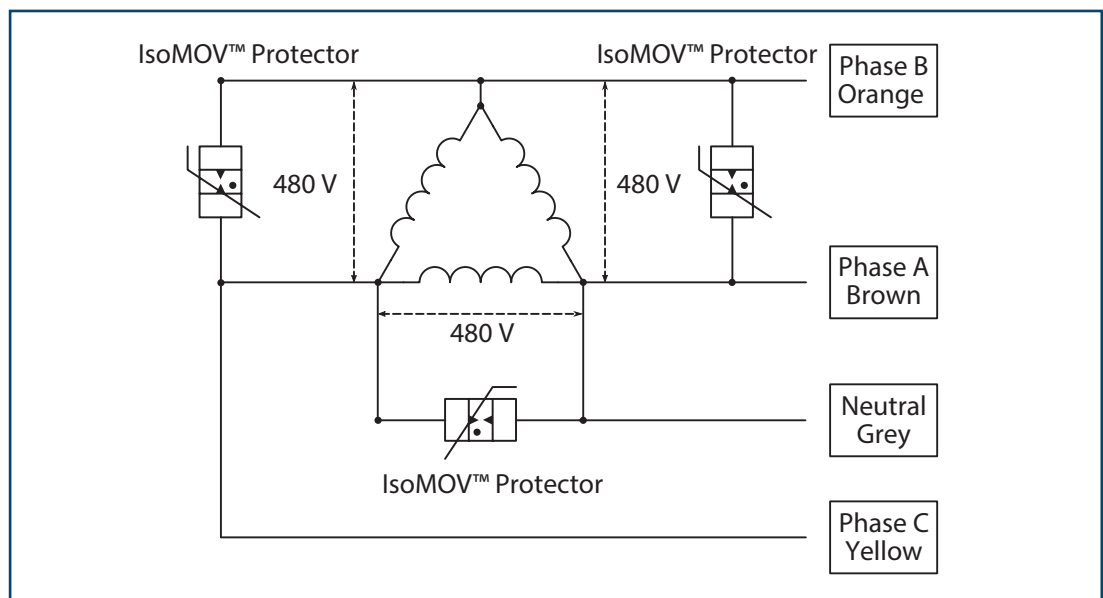 IsoMOV™ Protector
IsoMOV™ Protector
Phase B
Orange
480 V
480 V
Phase A
Brown
480 V
Neutral
Grey
IsoMOV™ Protector
Phase C
Yellow